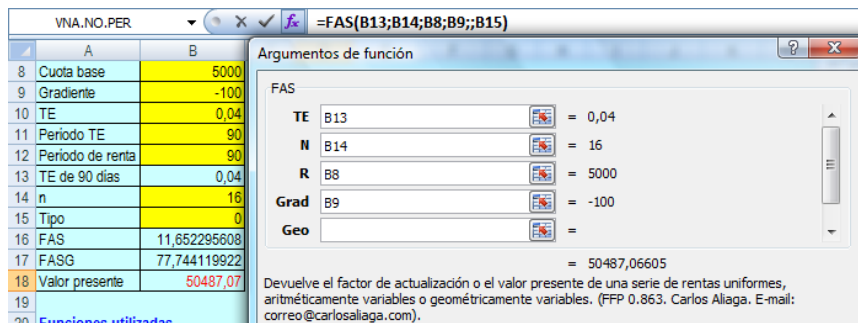 VNA.NO.PER =FAS(B13;B14;B8;B9;;B15)
A B
8 Cuota base 5000
9 Gradiente -100
10 TE 0,04
11 Periodo TE 90
12 Periodo de renta 90
13 TE de 90 días 0,04
14 n 16
15 Tipo 0
16 FAS 11,652295608
17 FASG 77,744119922
18 Valor presente 50487,07
19
20 Funciones utilizadas
Argumentos de función
FAS
TE B13 = 0,04
N B14 = 16
R B8 = 5000
Grad B9 = -100
Geo =
= 50487,06605
Devuelve el factor de actualización o el valor presente de una serie de rentas uniformes,
aritméticamente variables o geométricamente variables. (FFP 0.863. Carlos Aliaga. E-mail:
correo@carlosaliaga.com).